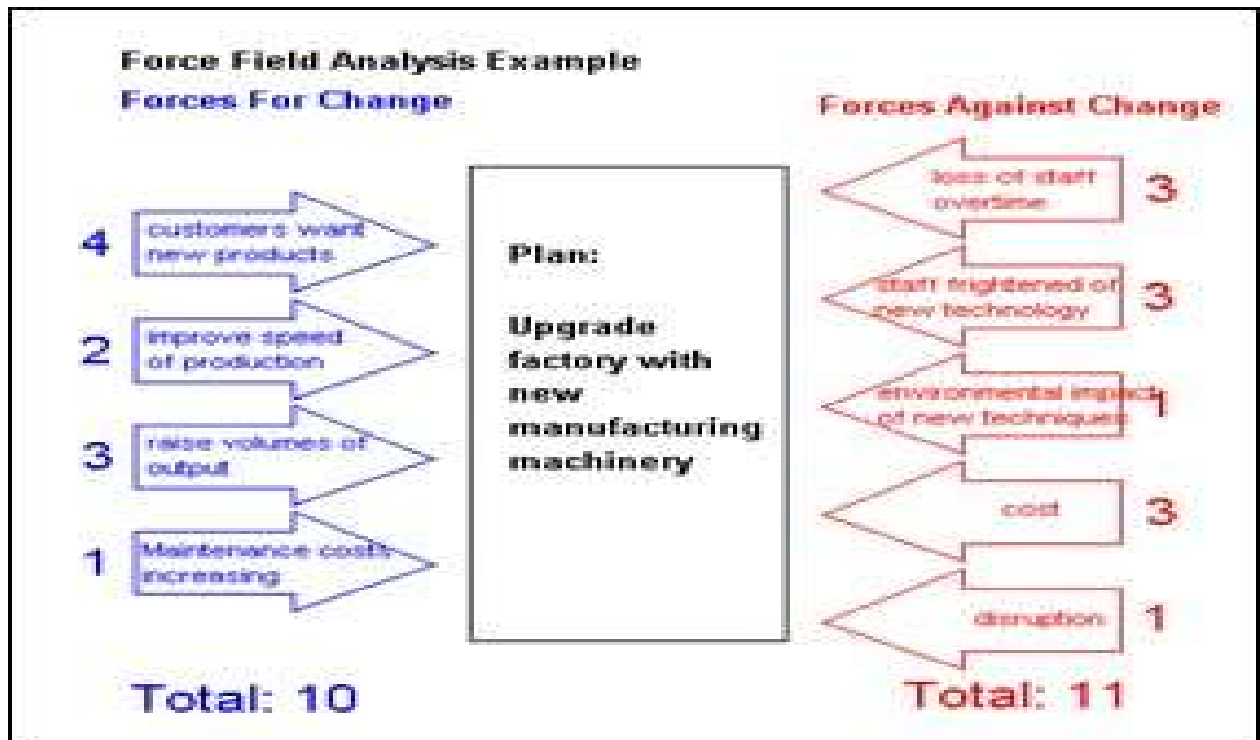 Force Field Analysis Example
Forces For Change
4
customers want
new products
2
improve speed
of production
3
raise volumes of
output
1
Maintenance costs
increasing
Total: 10
Plan:
Upgrade
factory with
new
manufacturing
machinery
Forces Against Change
loss of staff
overtime
3
staff frightened of
new technology
3
environmental impact
of new techniques
1
cost
3
disruption
1
Total: 11